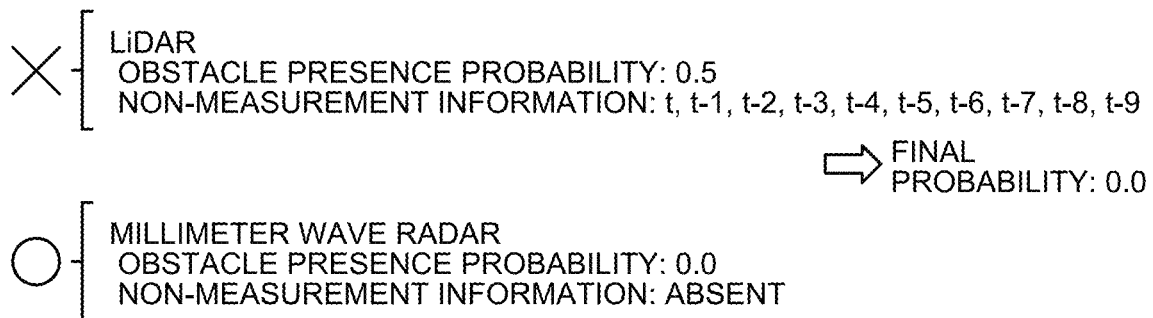 LiDAR
OBSTACLE PRESENCE PROBABILITY: 0.5
NON-MEASUREMENT INFORMATION: t, t-1, t-2, t-3, t-4, t-5, t-6, t-7, t-8, t-9
FINAL
PROBABILITY: 0.0
MILLIMETER WAVE RADAR
OBSTACLE PRESENCE PROBABILITY: 0.0
NON-MEASUREMENT INFORMATION: ABSENT